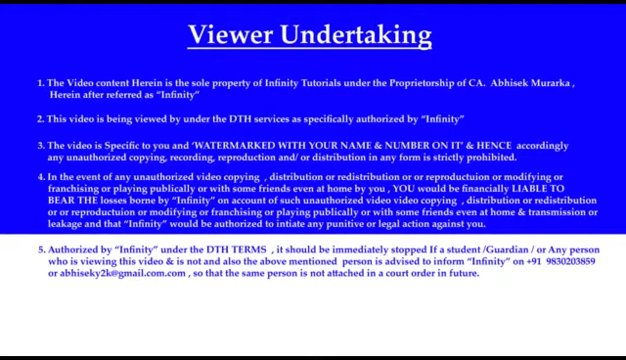 Viewer Undertaking
1. The Video content Herein is the sole property of Infinity Tutorials under the Proprietorship of CA. Abhisek Murarka ,
Herein after referred as "Infinity"
2. This video is being viewed by under the DTH services as specifically authorized by "Infinity"
3. The video is Specific to you and 'WATERMARKED WITH YOUR NAME & NUMBER ON IT' & HENCE accordingly
any unauthorized copying, recording, reproduction and/ or distribution in any form is strictly prohibited.
4. In the event of any unauthorized video copying , distribution or redistribution or or reproductuion or modifying or
franchising or playing publically or with some friends even at home by you , YOU would be financially LIABLE TO
BEAR THE losses borne by "Infinity" on account of such unauthorized video video copying , distribution or redistribution
or or reproductuion or modifying or franchising or playing publically or with some friends even at home & transmission or
leakage and that "Infinity" would be authorized to intiate any punitive or legal action against you.
5. Authorized by "Infinity" under the DTH TERMS , it should be immediately stopped If a student /Guardian / or Any person
who is viewing this video & is not and also the above mentioned person is advised to inform "Infinity" on +91 9830203859
or abhiseky2k@gmail.com.com , so that the same person is not attached in a court order in future.